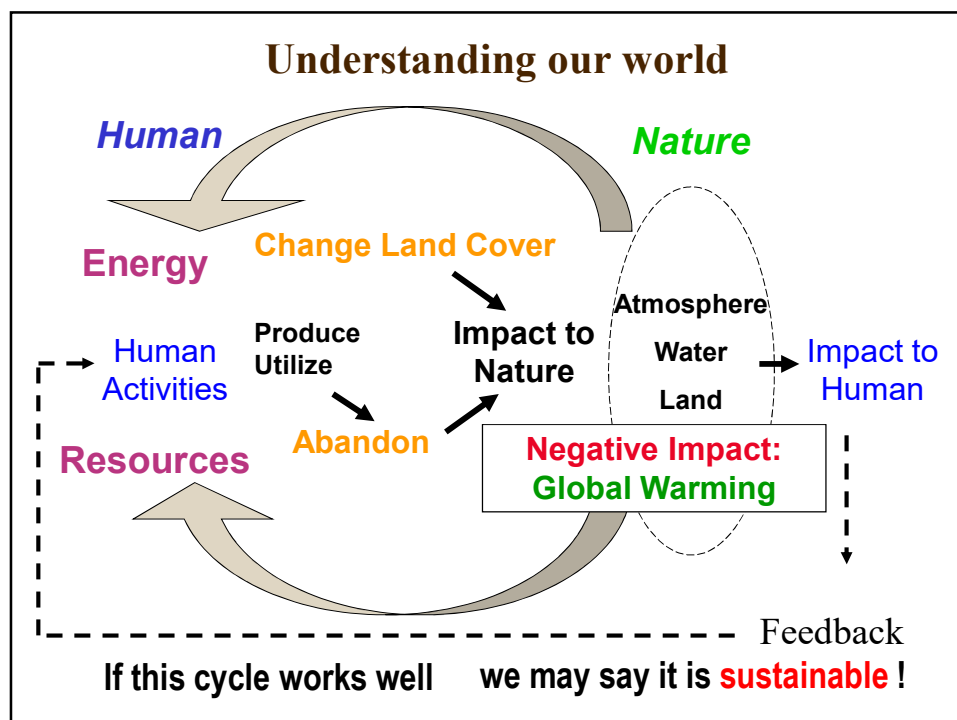 Understanding our world
Human
Nature
Energy
Change Land Cover
Atmosphere
Produce
Utilize
Impact to
Nature
Water
Human
Activities
Impact to
Human
Land
Abandon
Resources
Negative Impact:
Global Warming
Feedback
If this cycle works well we may say it is sustainable !